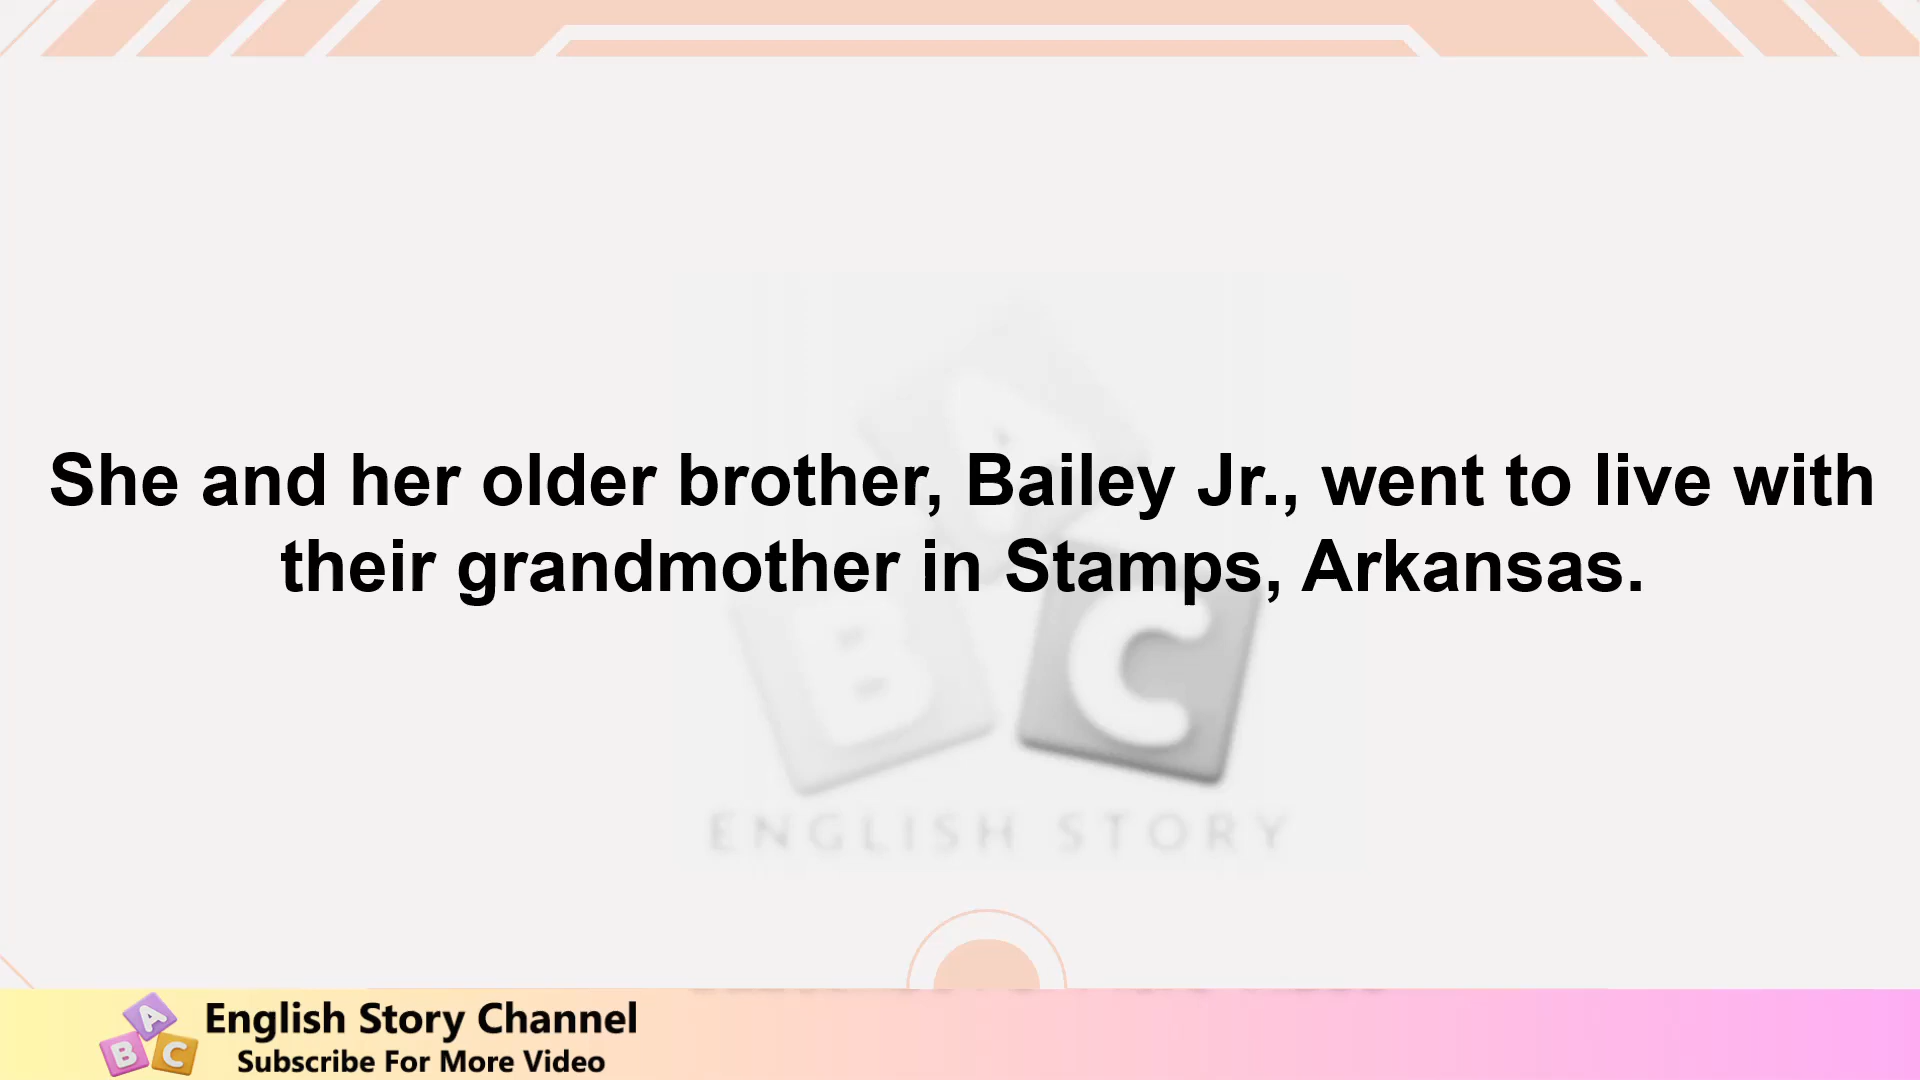 She and her older brother, Bailey Jr., went to live with
their grandmother in Stamps, Arkansas.
A
B
C
ENGLISH STORY
A
B
C
English Story Channel
Subscribe For More Video